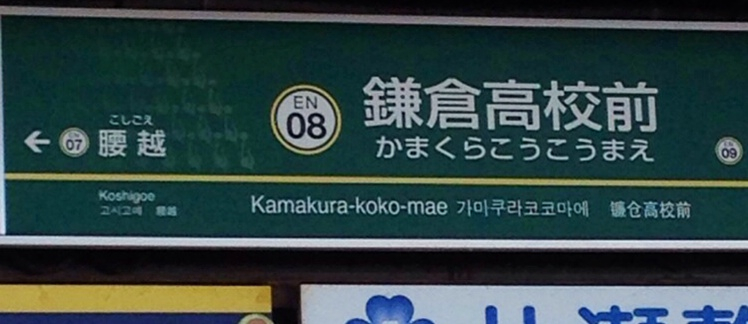 EN
08
鎌倉高校前
かまくらこうこうまえ
Kamakura-koko-mae 가마쿠라코코마에 镰仓高校前
← EN 07 こしごえ
腰越
Koshigoe
고시고에 腰越
EN
09